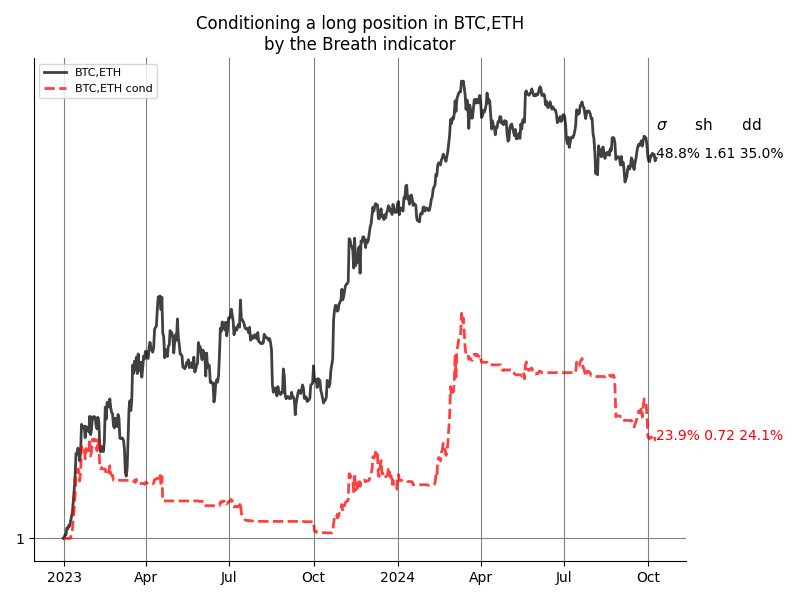 Conditioning a long position in BTC,ETH
by the Breath indicator
BTC,ETH
BTC,ETH cond
σ sh dd
48.8% 1.61 35.0%
23.9% 0.72 24.1%
1
2023 Apr Jul Oct 2024 Apr Jul Oct